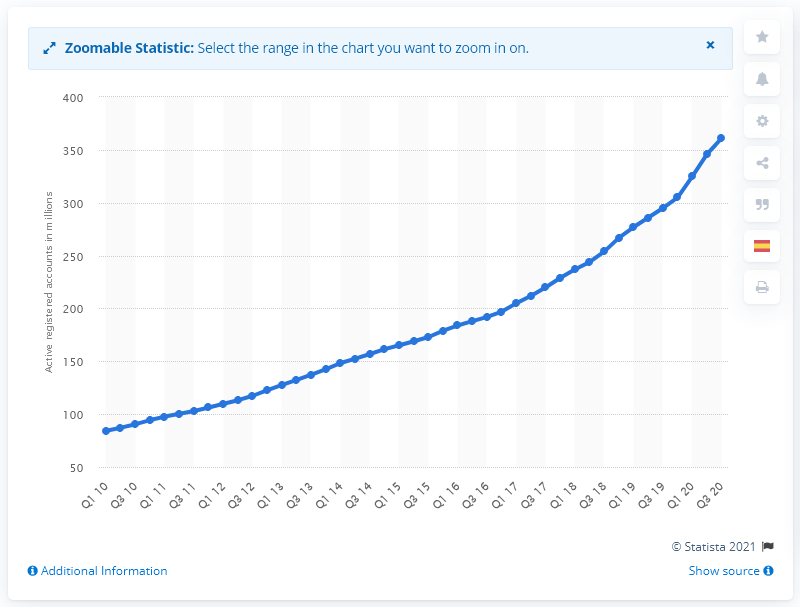 Zoomable Statistic: Select the range in the chart you want to zoom in on.
Active registered accounts in millions
400
350
300
250
200
150
100
50
Q1 10
Q3 10
Q1 11
Q3 11
Q1 12
Q3 12
Q1 13
Q3 13
Q1 14
Q3 14
Q1 15
Q3 15
Q1 16
Q3 16
Q1 17
Q3 17
Q1 18
Q3 18
Q1 19
Q3 19
Q1 20
Q3 20
© Statista 2021
Additional Information
Show source